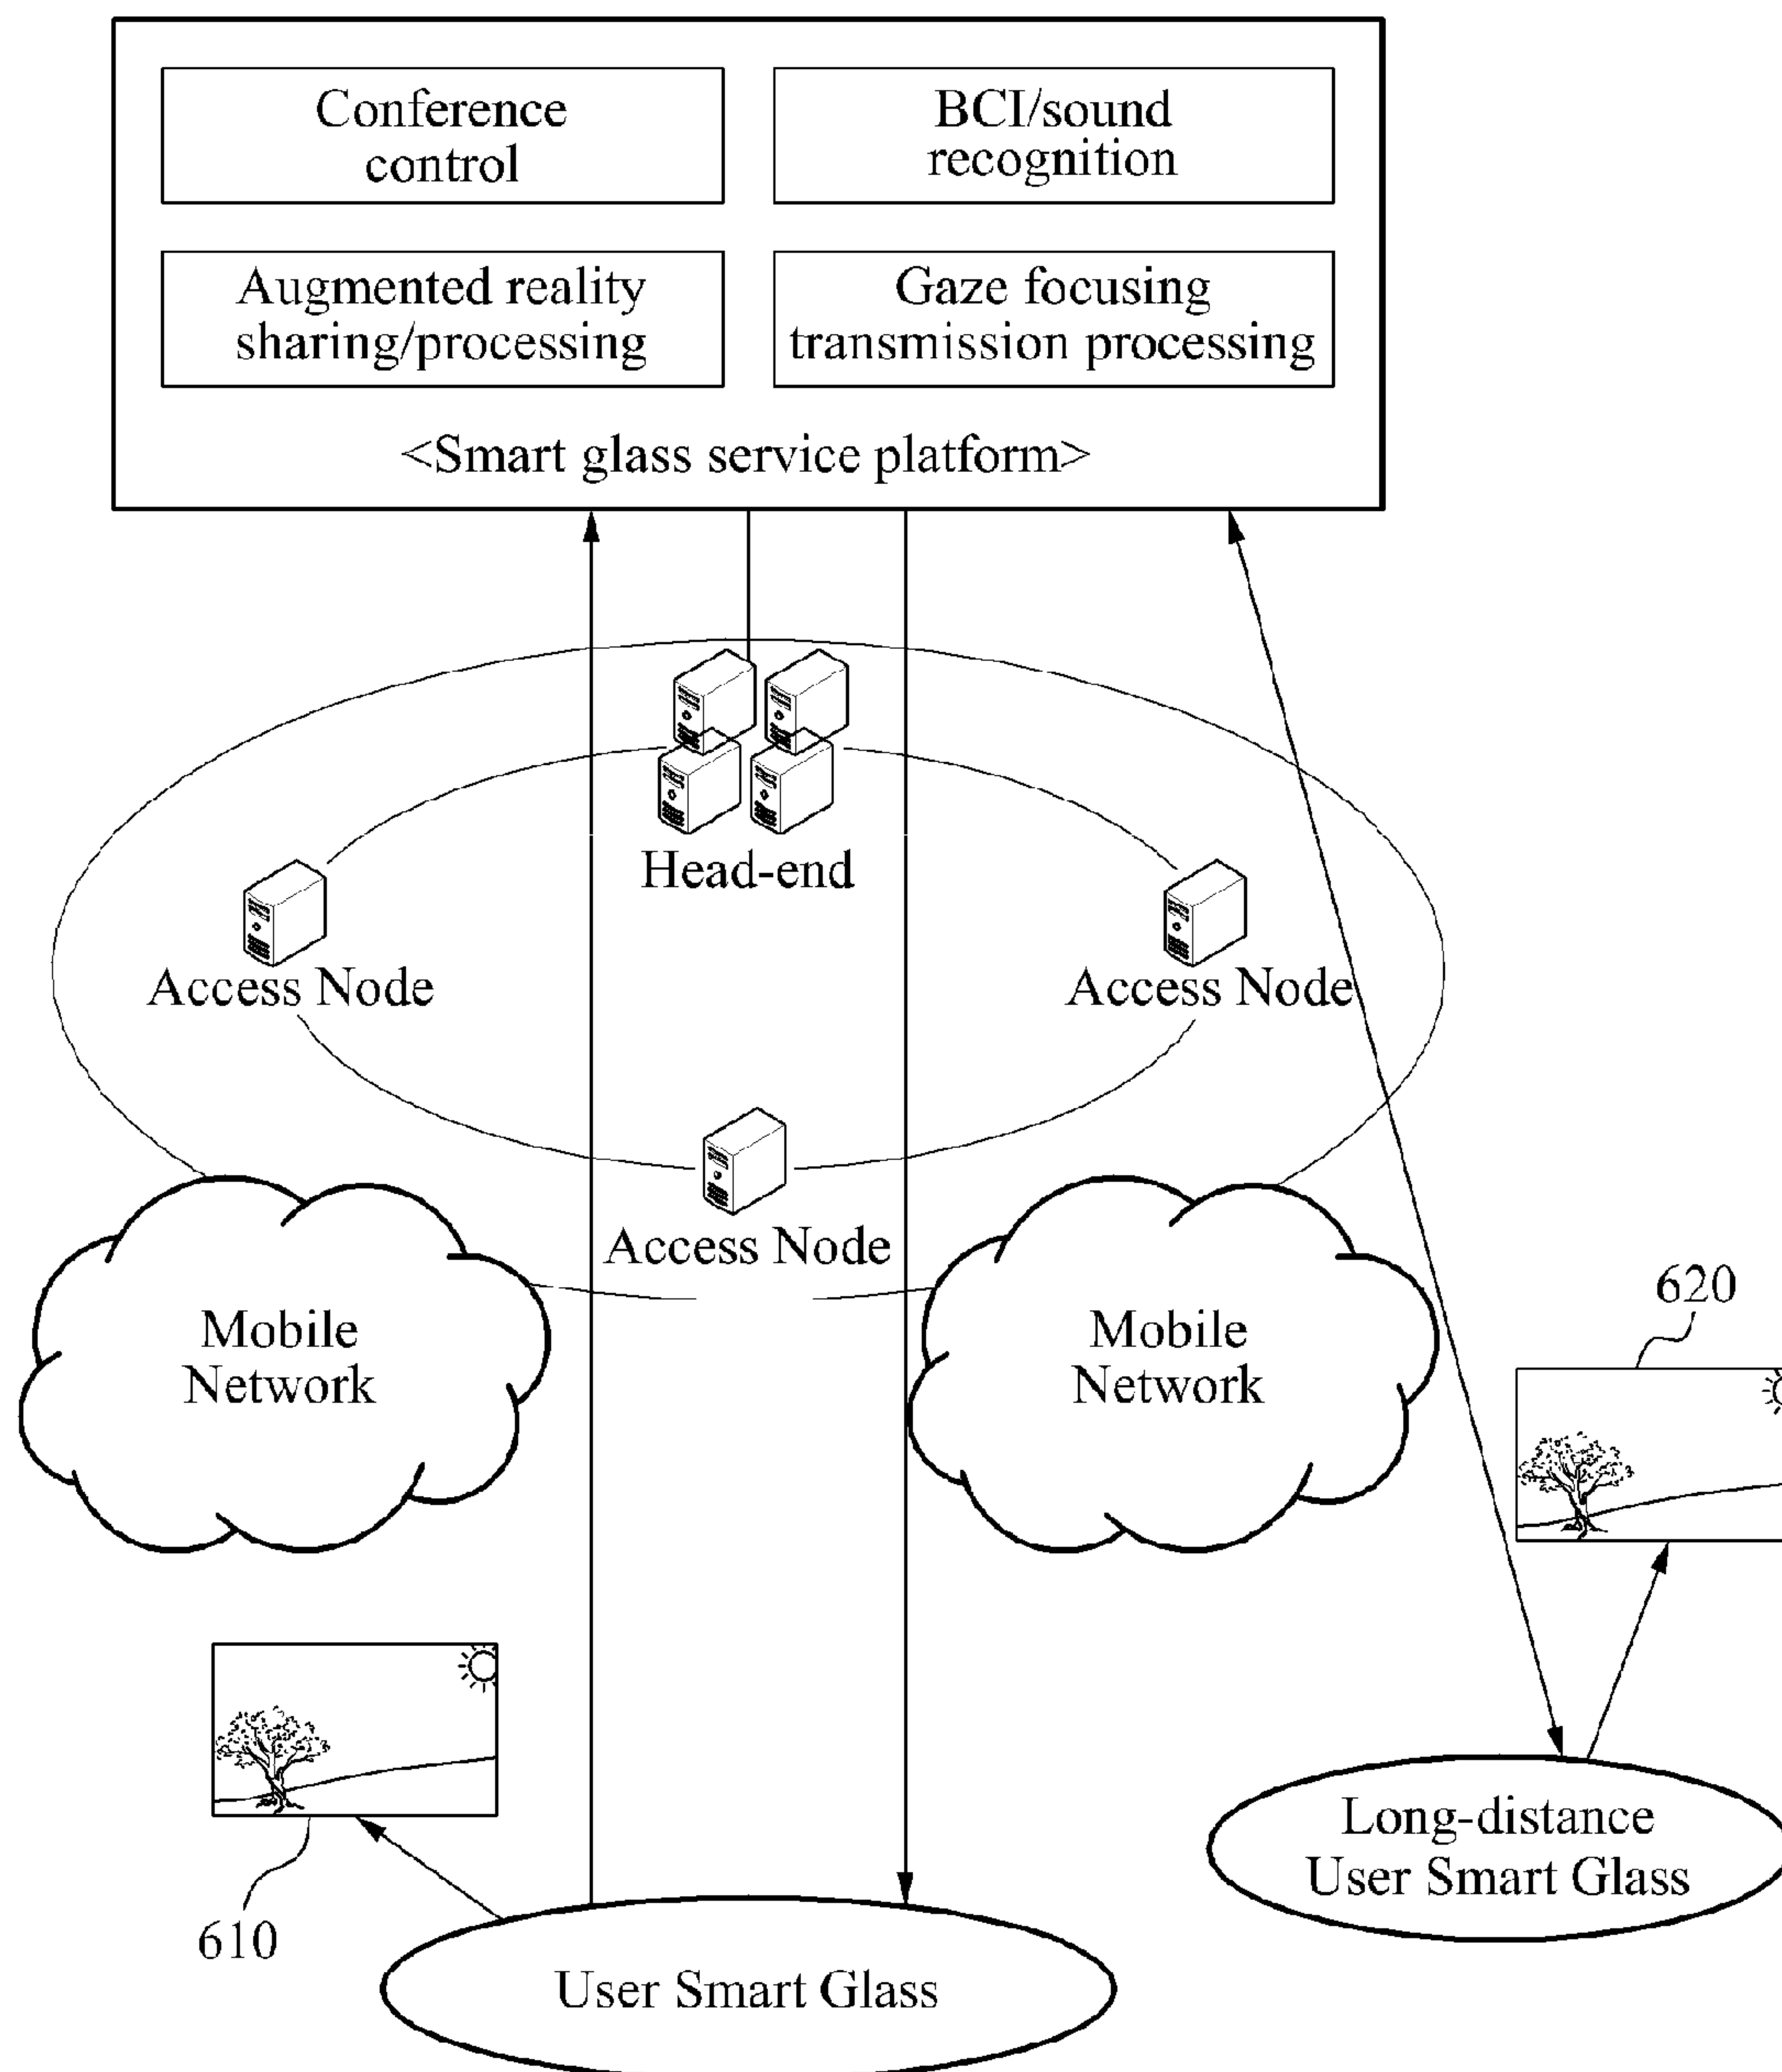 Conference
control
BCI/sound
recognition
Augmented reality
sharing/processing
Gaze focusing
transmission processing
<Smart glass service platform>
Head-end
Access Node
Access Node
Access Node
Mobile
Network
Mobile
Network
620
610
Long-distance
User Smart Glass
User Smart Glass